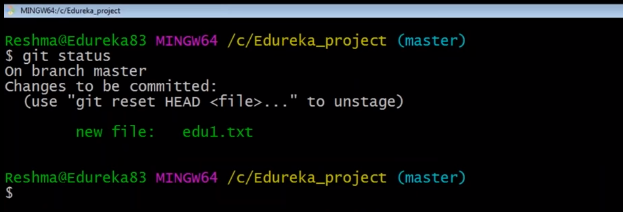 MINGW64:/c/Edureka_project
Reshma@Edureka83 MINGW64 /c/Edureka_project (master)
$ git status
On branch master
Changes to be committed:
  (use "git reset HEAD <file>..." to unstage)
        new file:   edu1.txt
Reshma@Edureka83 MINGW64 /c/Edureka_project (master)
$